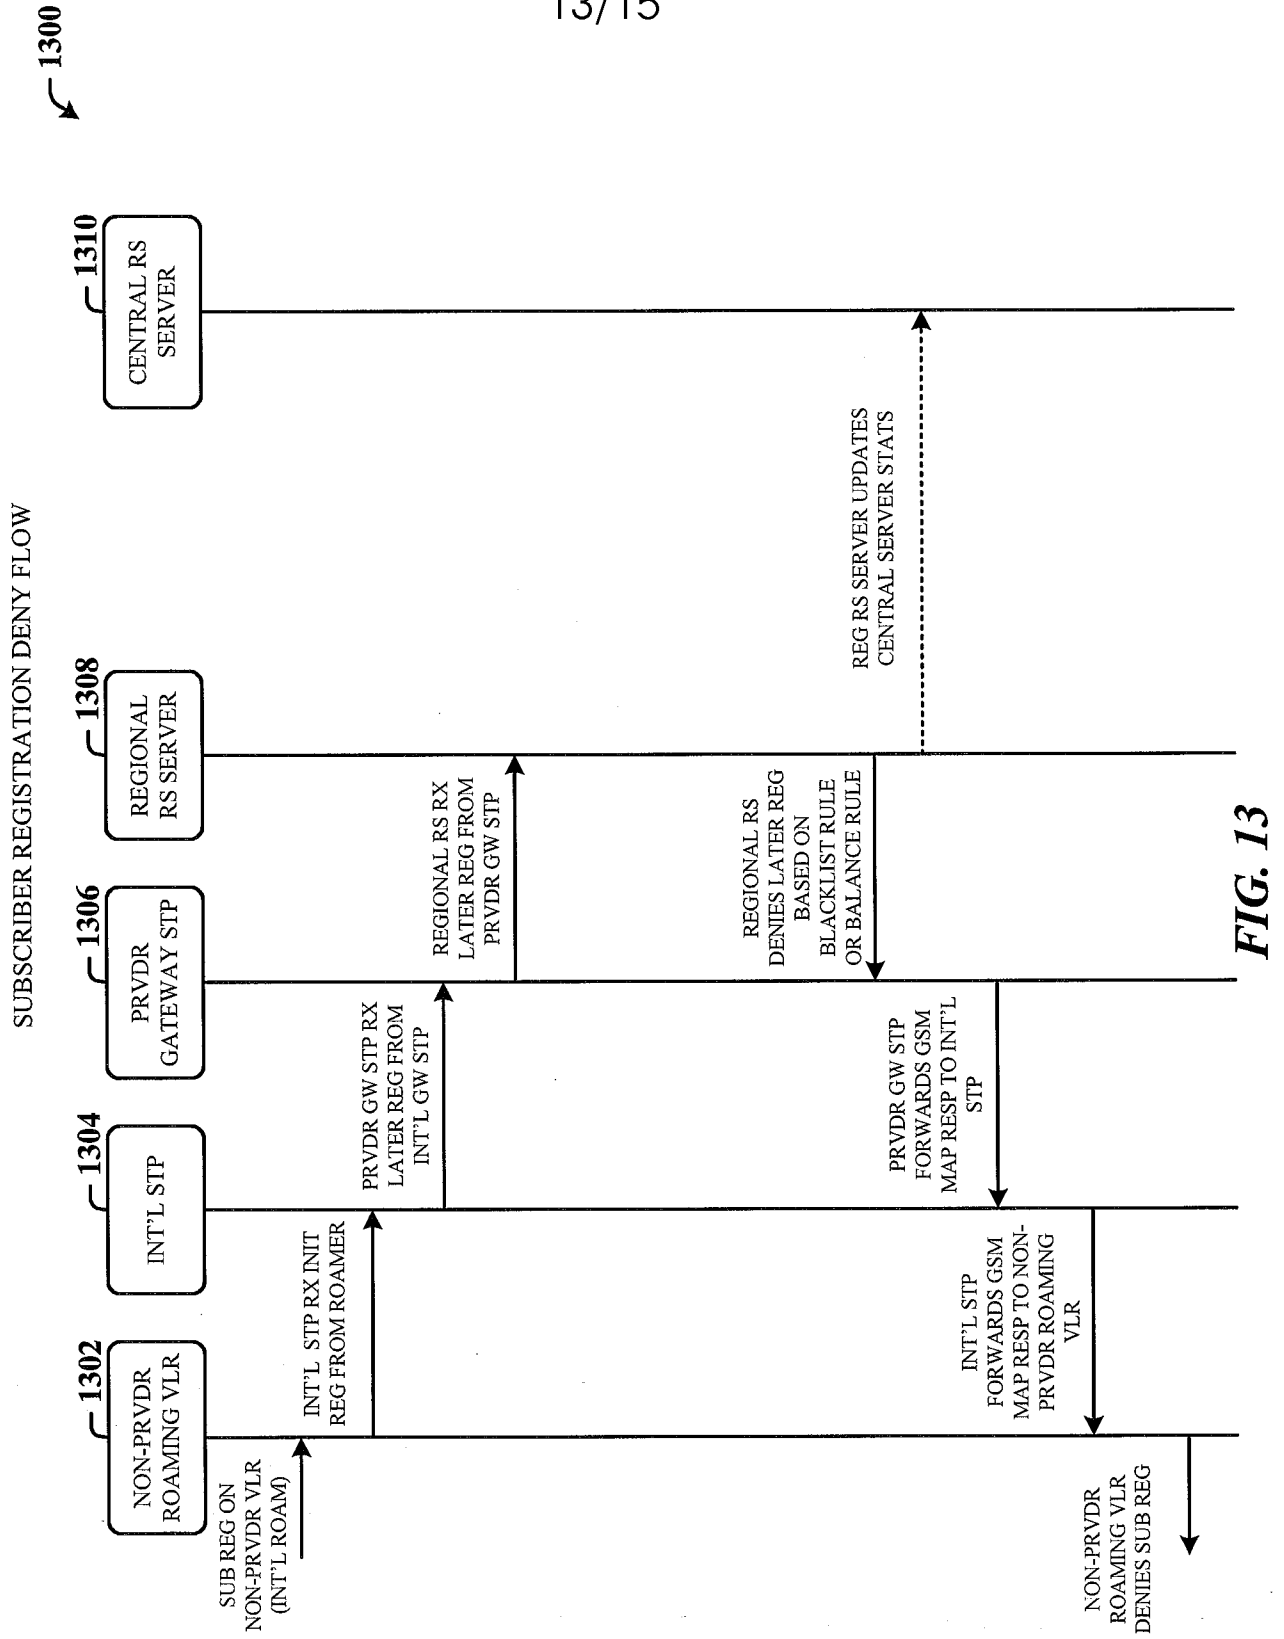 13/15
SUBSCRIBER REGISTRATION DENY FLOW
1300
1302
NON-PRVDR
ROAMING VLR
1304
INT'L STP
1306
PRVDR
GATEWAY STP
1308
REGIONAL
RS SERVER
1310
CENTRAL RS
SERVER
SUB REG ON
NON-PRVDR VLR
(INT'L ROAM)
INT'L STP RX INIT
REG FROM ROAMER
PRVDR GW STP RX
LATER REG FROM
INT'L GW STP
REGIONAL RS RX
LATER REG FROM
PRVDR GW STP
REGIONAL RS
DENIES LATER REG
BASED ON
BLACKLIST RULE
OR BALANCE RULE
REG RS SERVER UPDATES
CENTRAL SERVER STATS
PRVDR GW STP
FORWARDS GSM
MAP RESP TO INT'L
STP
INT'L STP
FORWARDS GSM
MAP RESP TO NON-
PRVDR ROAMING
VLR
NON-PRVDR
ROAMING VLR
DENIES SUB REG
FIG. 13